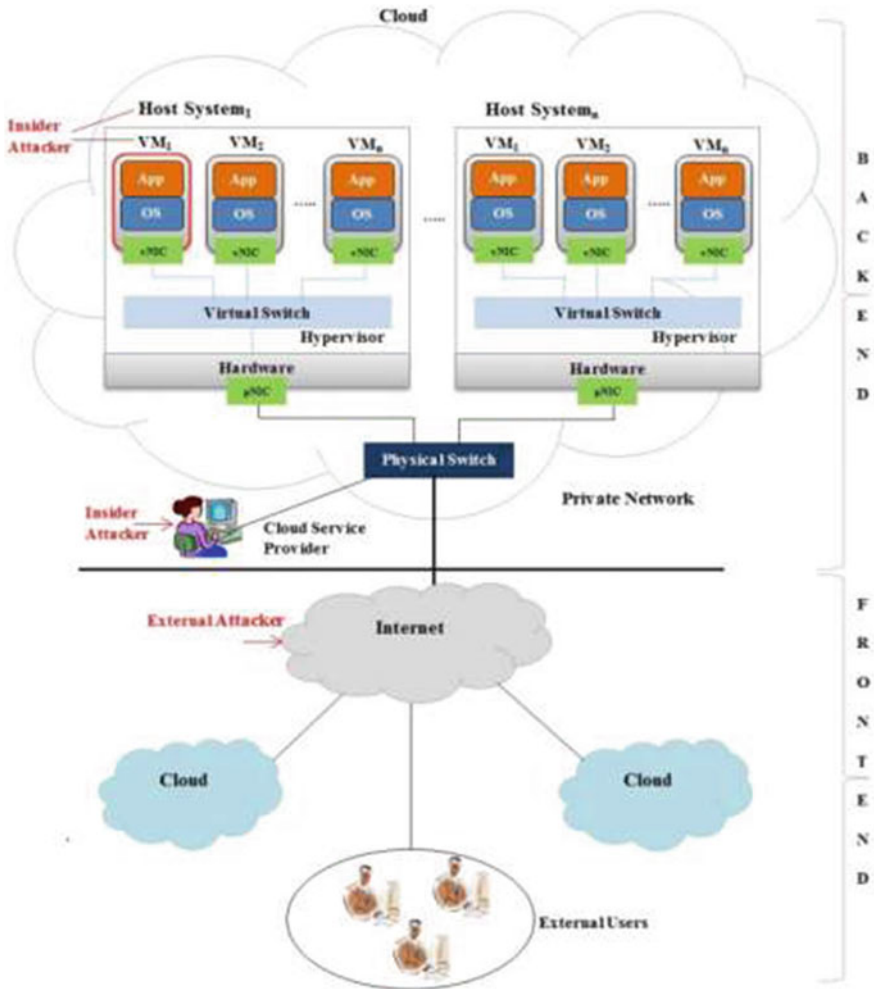 Cloud
Host System₁
Host Systemₙ
Insider
Attacker
VM₁
VM₂
VMₙ
VM₁
VM₂
VMₙ
App
App
App
App
App
App
OS
OS
.....
OS
.....
OS
OS
.....
OS
vNIC
vNIC
vNIC
vNIC
vNIC
vNIC
Virtual Switch
Virtual Switch
Hypervisor
Hypervisor
Hardware
Hardware
pNIC
pNIC
Physical Switch
Private Network
Insider
Attacker
Cloud Service
Provider
B
A
C
K
E
N
D
External Attacker
Internet
Cloud
Cloud
External Users
F
R
O
N
T
E
N
D